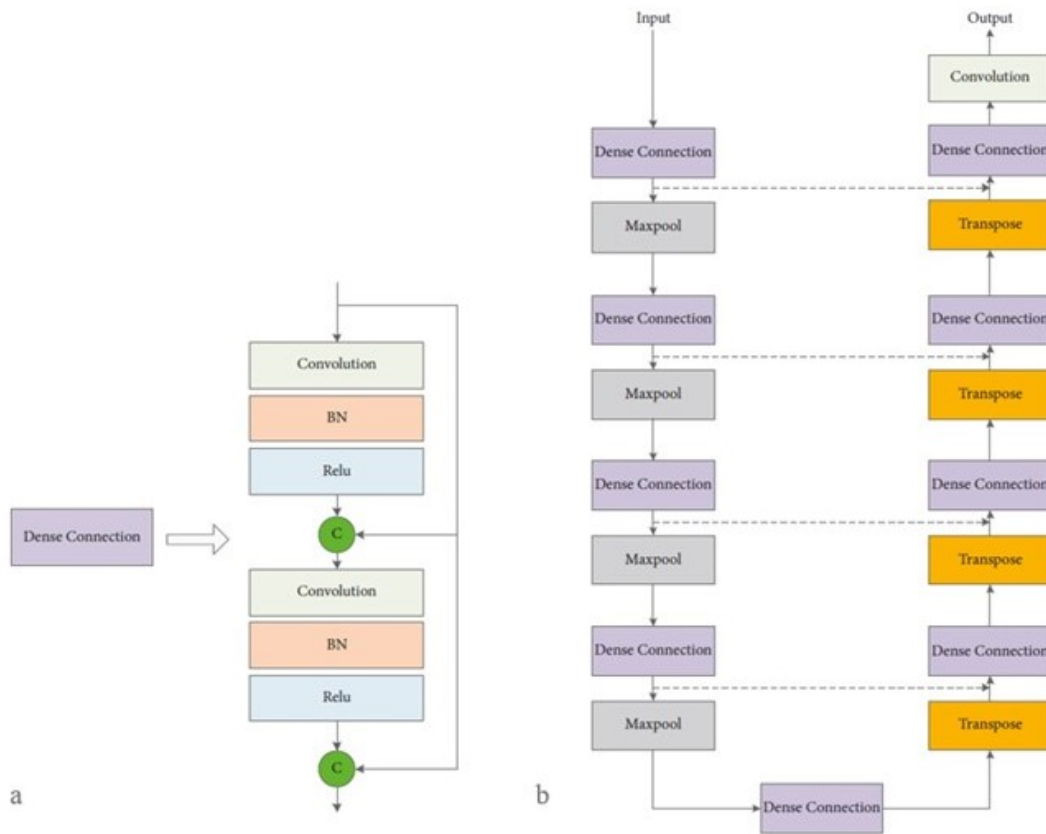 Dense Connection
Convolution
BN
Relu
C
Convolution
BN
Relu
C
a
Input
Dense Connection
Maxpool
Dense Connection
Maxpool
Dense Connection
Maxpool
Dense Connection
Maxpool
Dense Connection
Output
Convolution
Dense Connection
Transpose
Dense Connection
Transpose
Dense Connection
Transpose
Dense Connection
Transpose
b